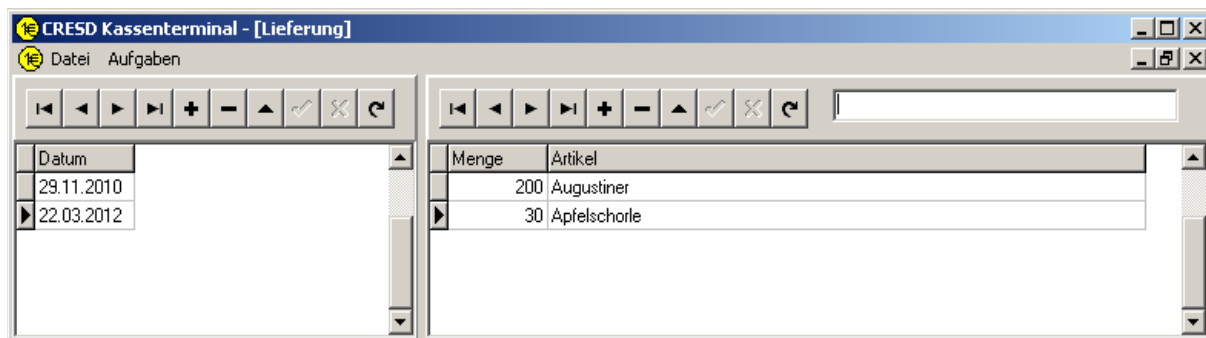 CRESD Kassenterminal - [Lieferung]
Datei Aufgaben
Datum
29.11.2010
22.03.2012
Menge Artikel
200 Augustiner
30 Apfelschorle